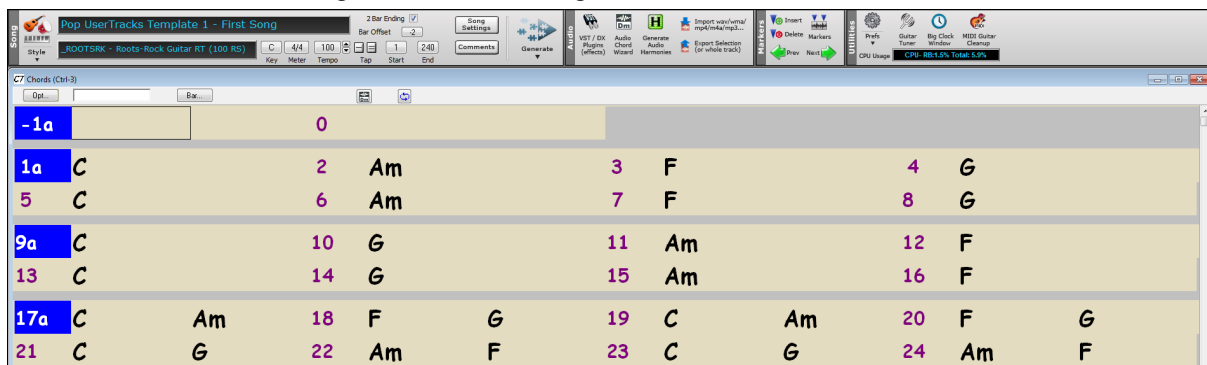 Song
Pop UserTracks Template 1 - First Song
2 Bar Ending
Bar Offset -2
Song Settings
Style
_ROOTSRK - Roots-Rock Guitar RT (100 RS)
C 4/4 100 1 240
Key Meter Tempo Tap Start End
Comments
Generate
Audio
VST / DX Plugins (effects)
Audio Chord Wizard
Generate Audio Harmonies
Import wav/wma/ mp4/m4a/mp3...
Export Selection (or whole track)
Markers
Insert
Delete Markers
Prev Next
Utilities
Prefs
Guitar Tuner
Big Clock Window
MIDI Guitar Cleanup
CPU Usage CPU- RB:1.5% Total: 5.9%
C7 Chords (Ctrl-3)
Opt... Bar...
-1a 0
1a C 2 Am 3 F 4 G
5 C 6 Am 7 F 8 G
9a C 10 G 11 Am 12 F
13 C 14 G 15 Am 16 F
17a C Am 18 F G 19 C Am 20 F G
21 C G 22 Am F 23 C G 24 Am F